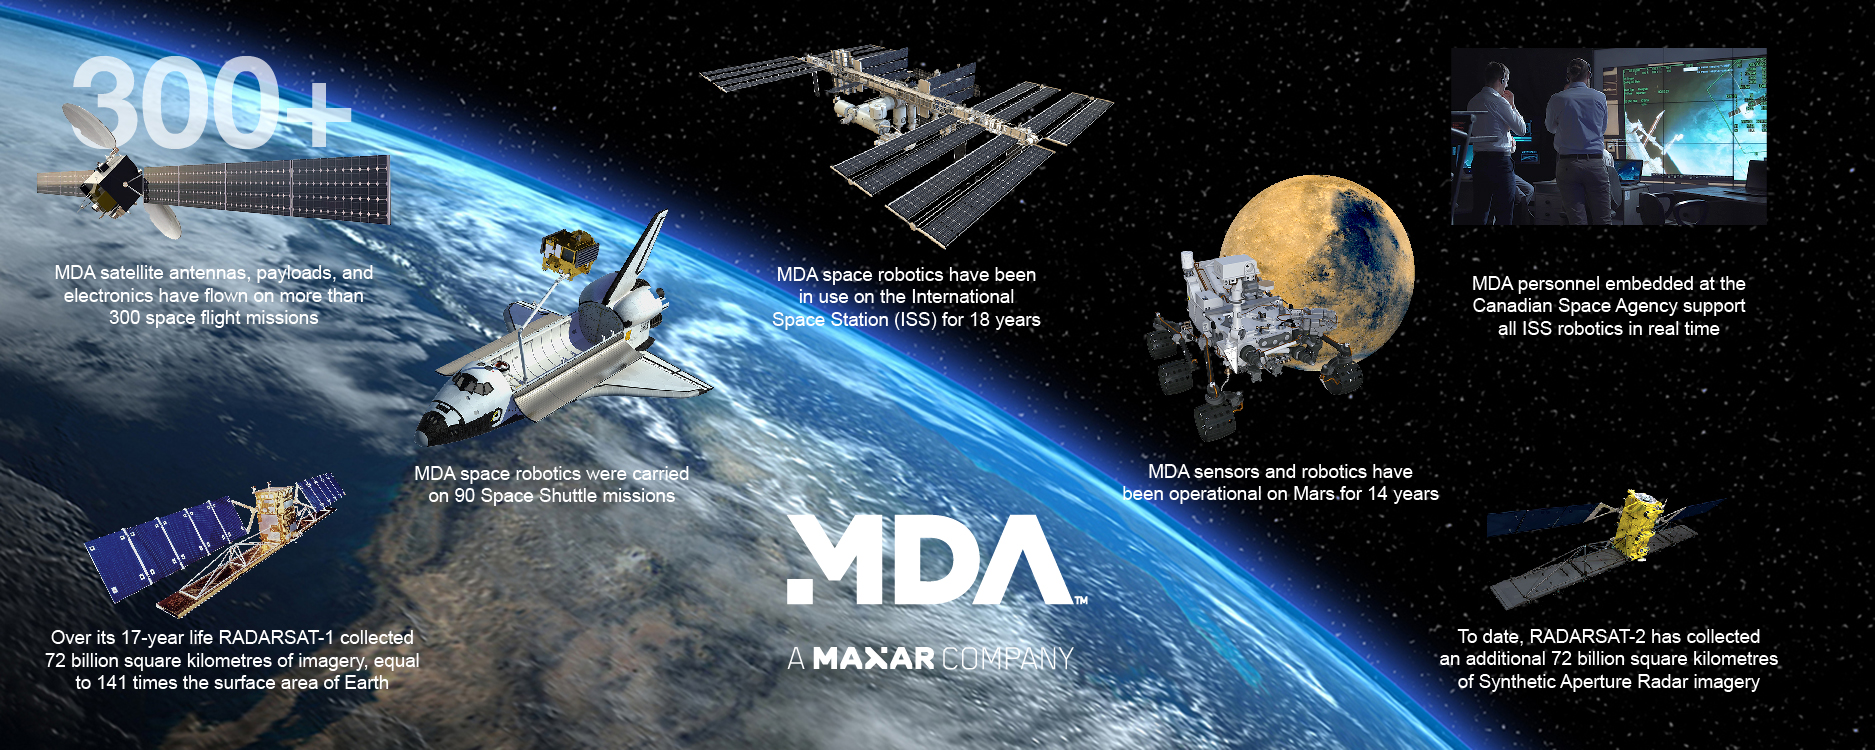 300+
MDA satellite antennas, payloads, and
electronics have flown on more than
300 space flight missions
MDA space robotics were carried
on 90 Space Shuttle missions
Over its 17-year life RADARSAT-1 collected
72 billion square kilometres of imagery, equal
to 141 times the surface area of Earth
MDA space robotics have been
in use on the International
Space Station (ISS) for 18 years
MDA sensors and robotics have
been operational on Mars for 14 years
MDA personnel embedded at the
Canadian Space Agency support
all ISS robotics in real time
To date, RADARSAT-2 has collected
an additional 72 billion square kilometres
of Synthetic Aperture Radar imagery
MDA™
A MAXAR COMPANY